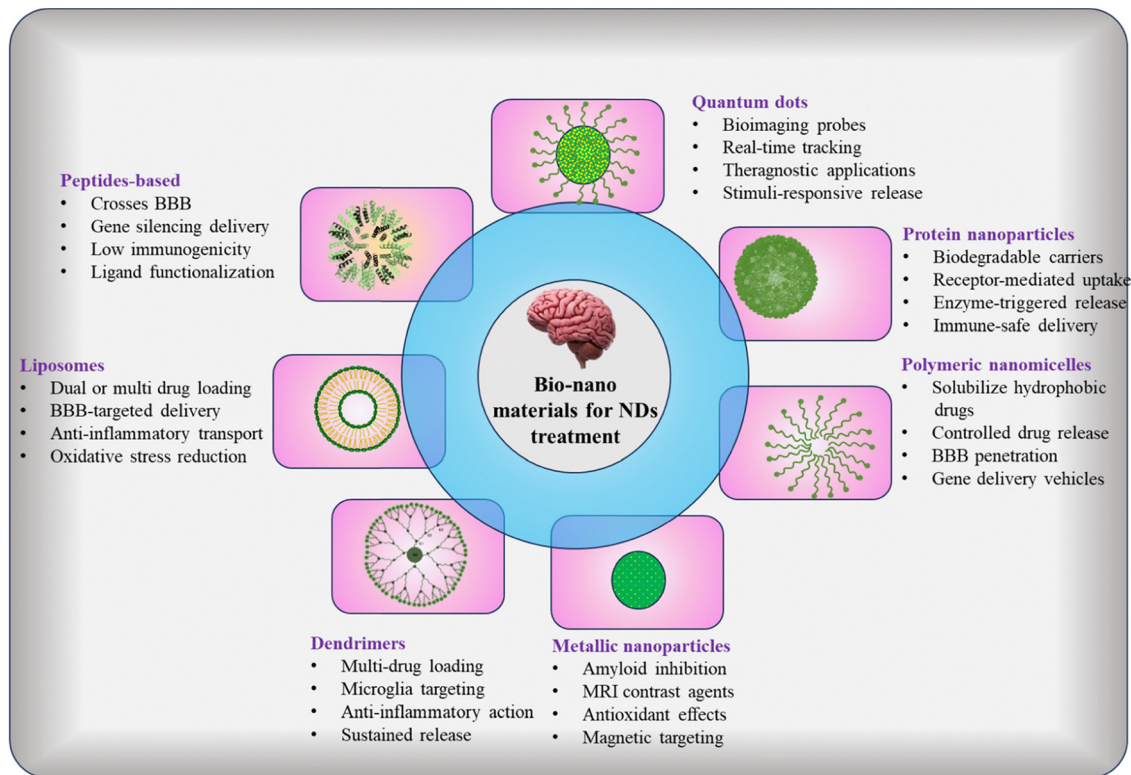 Quantum dots
• Bioimaging probes
• Real-time tracking
• Theragnostic applications
• Stimuli-responsive release
Peptides-based
• Crosses BBB
• Gene silencing delivery
• Low immunogenicity
• Ligand functionalization
Protein nanoparticles
• Biodegradable carriers
• Receptor-mediated uptake
• Enzyme-triggered release
• Immune-safe delivery
Liposomes
• Dual or multi drug loading
• BBB-targeted delivery
• Anti-inflammatory transport
• Oxidative stress reduction
Bio-nano
materials for NDs
treatment
Polymeric nanomicelles
• Solubilize hydrophobic
drugs
• Controlled drug release
• BBB penetration
• Gene delivery vehicles
Dendrimers
• Multi-drug loading
• Microglia targeting
• Anti-inflammatory action
• Sustained release
Metallic nanoparticles
• Amyloid inhibition
• MRI contrast agents
• Antioxidant effects
• Magnetic targeting